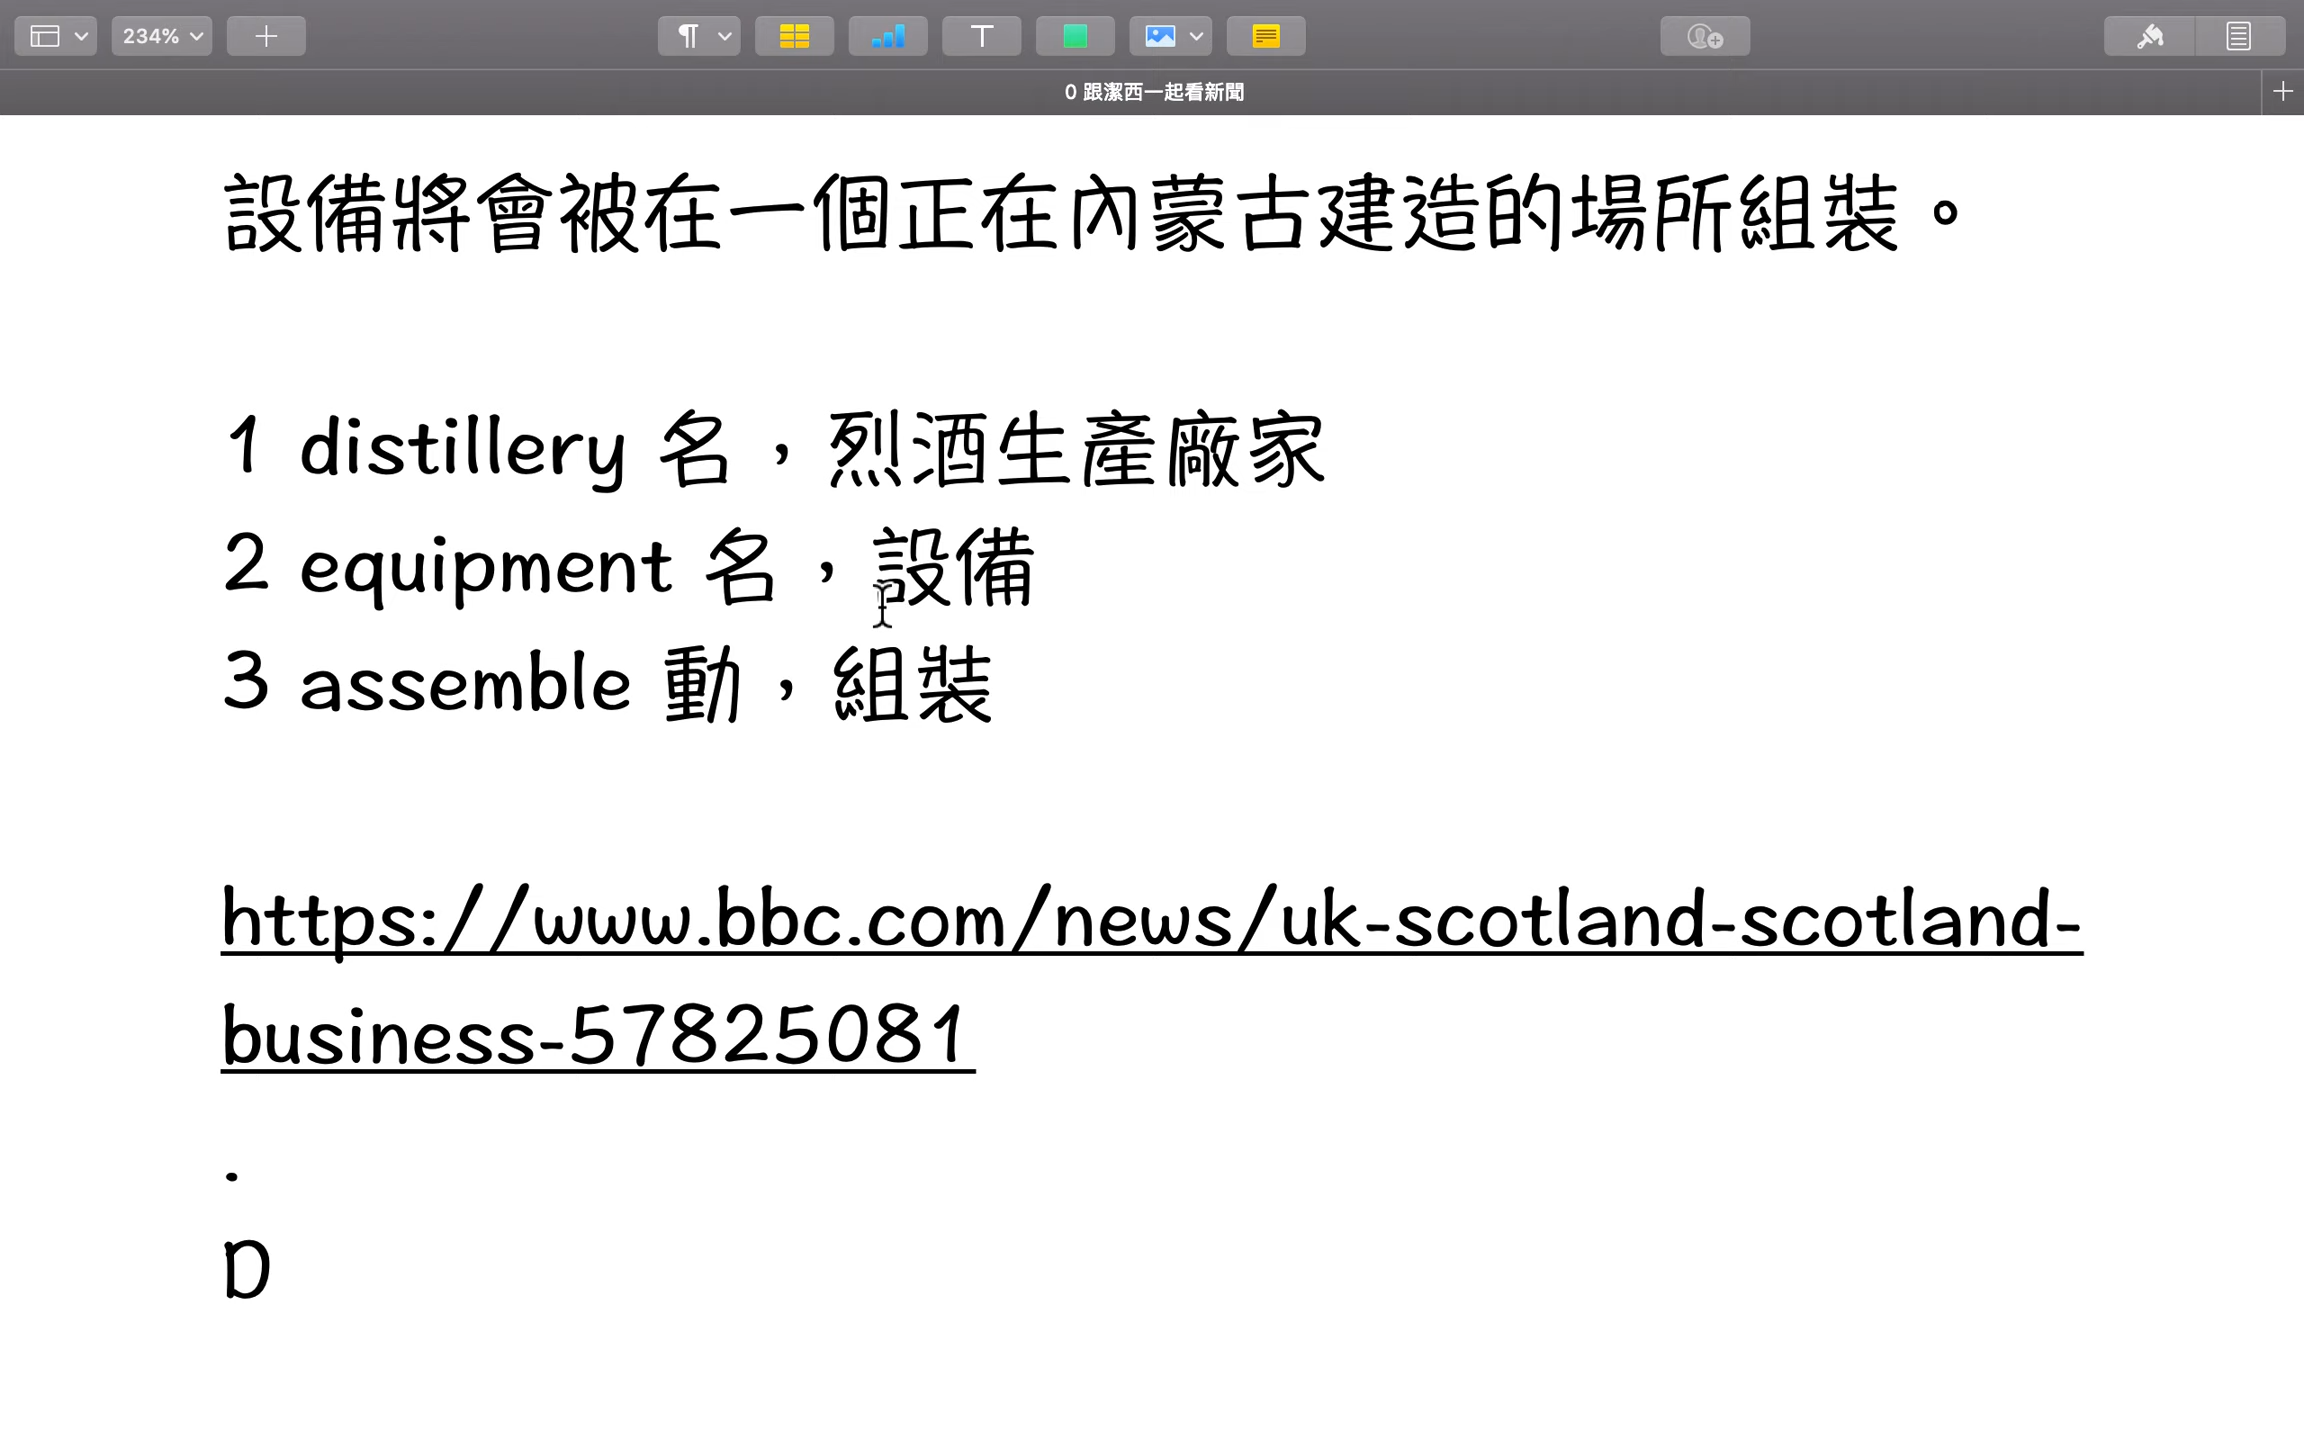 234%
0 跟潔西一起看新聞
設備將會被在一個正在內蒙古建造的場所組裝。
1 distillery 名，烈酒生產廠家
2 equipment 名，設備
3 assemble 動，組裝
https://www.bbc.com/news/uk-scotland-scotland-
business-57825081
.
D